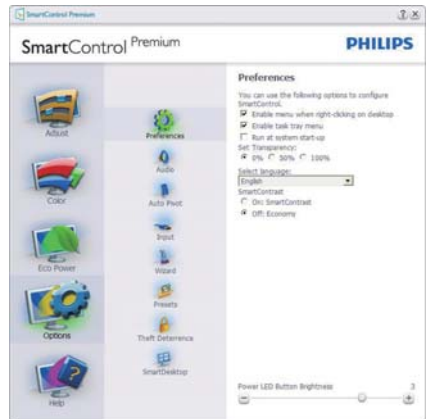 SmartControl Premium
SmartControl Premium
PHILIPS
Adjust
Color
Eco Power
Options
Help
Preferences
Audio
Auto Pivot
Input
Wizard
Presets
Theft Deterrence
SmartDesktop
Preferences
You can use the following options to configure
SmartControl.
Enable menu when right-clicking on desktop
Enable task tray menu
Run at system start-up
Set Transparency:
0% 50% 100%
Select language:
English
SmartContrast
On: SmartContrast
Off: Economy
Power LED Button Brightness 3